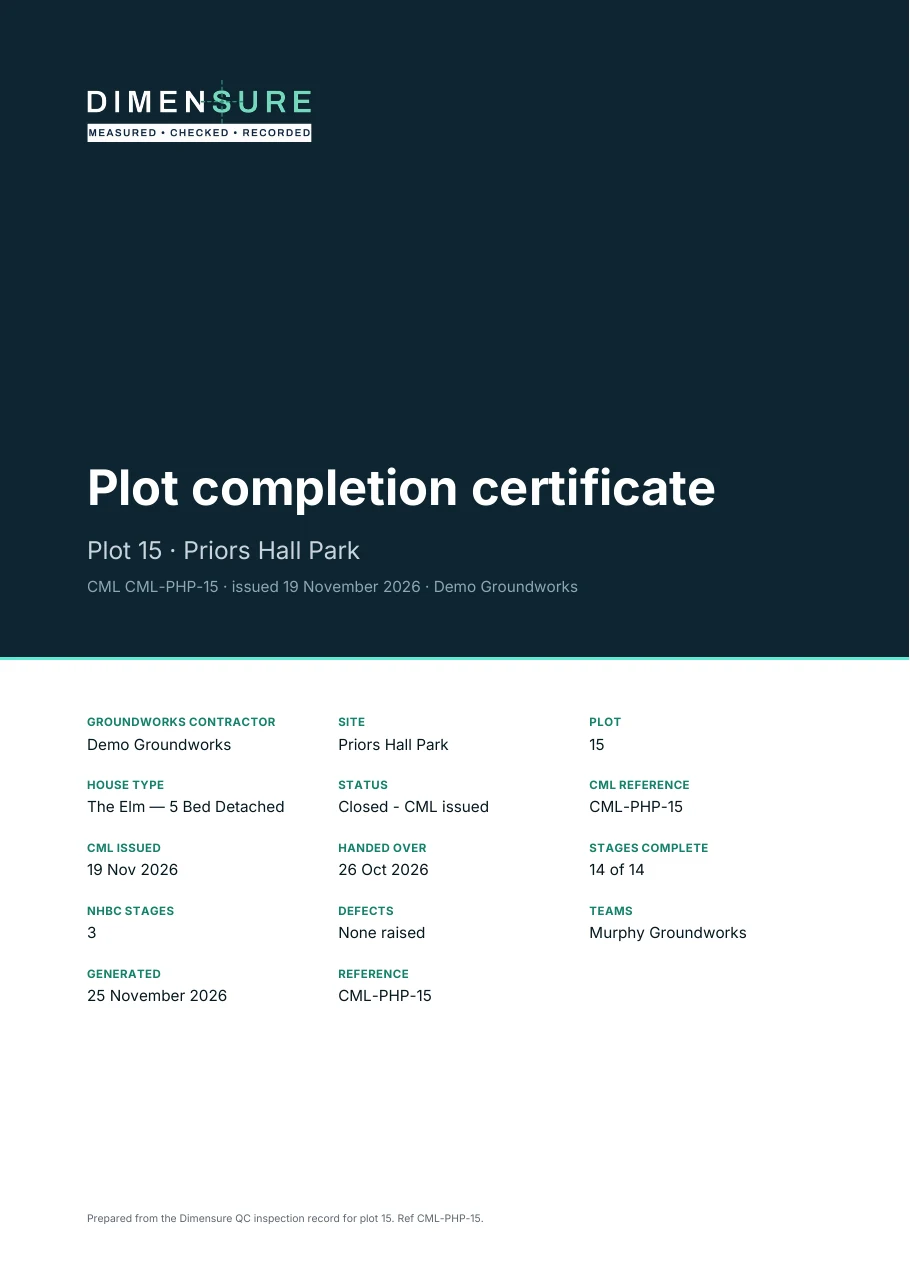 DIMENSURE
MEASURED • CHECKED • RECORDED
Plot completion certificate
Plot 15 · Priors Hall Park
CML CML-PHP-15 · issued 19 November 2026 · Demo Groundworks
GROUNDWORKS CONTRACTOR
Demo Groundworks
SITE
Priors Hall Park
PLOT
15
HOUSE TYPE
The Elm — 5 Bed Detached
STATUS
Closed - CML issued
CML REFERENCE
CML-PHP-15
CML ISSUED
19 Nov 2026
HANDED OVER
26 Oct 2026
STAGES COMPLETE
14 of 14
NHBC STAGES
3
DEFECTS
None raised
TEAMS
Murphy Groundworks
GENERATED
25 November 2026
REFERENCE
CML-PHP-15
Prepared from the Dimensure QC inspection record for plot 15. Ref CML-PHP-15.